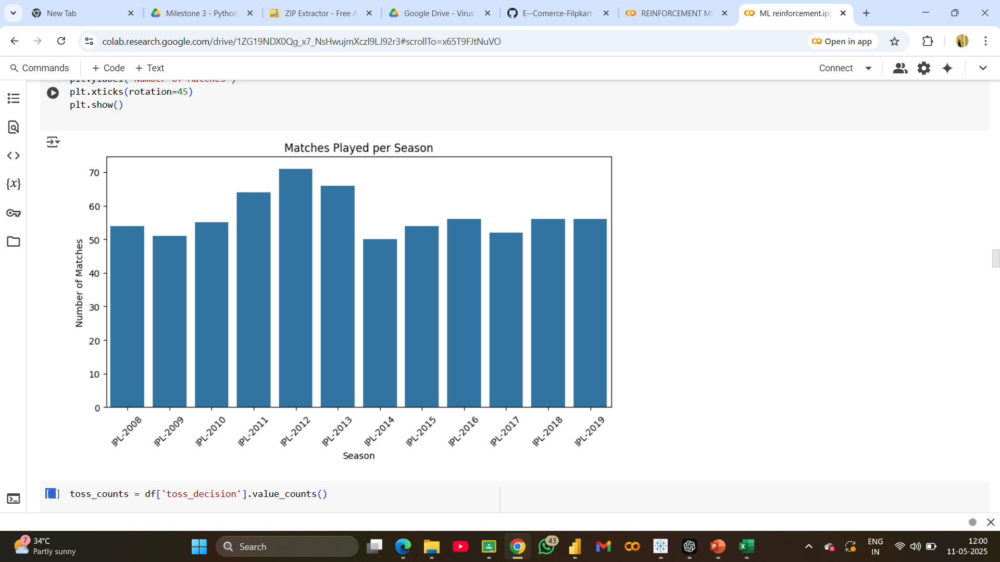 New Tab
Milestone 3 - Python
ZIP Extractor - Free A
Google Drive - Virus
E--Comerce-Filpkart-
REINFORCEMENT ML
ML reinforcement.ipy
colab.research.google.com/drive/1ZG19NDX0Qg_x7_NsHwujmXczl9LJ92r3#scrollTo=x65T9FJtNuVO
Open in app
Commands
+ Code + Text
Connect
plt.ylabel("Number of Matches")
plt.xticks(rotation=45)
plt.show()
{x}
Matches Played per Season
70
60
50
40
30
20
10
0
Number of Matches
IPL-2008
IPL-2009
IPL-2010
IPL-2011
IPL-2012
IPL-2013
IPL-2014
IPL-2015
IPL-2016
IPL-2017
IPL-2018
IPL-2019
Season
[ ] toss_counts = df['toss_decision'].value_counts()
7
34°C
Partly sunny
Search
43
ENG
IN
12:00
11-05-2025